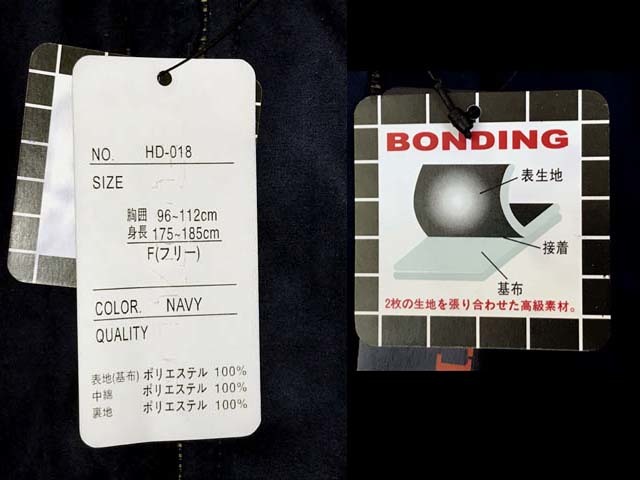 NO. HD-018
SIZE
胸囲 96~112cm
身長 175~185cm
F(フリー)
COLOR. NAVY
QUALITY
表地(基布) ポリエステル 100%
中綿 ポリエステル 100%
裏地 ポリエステル 100%
BONDING
表生地
接着
基布
2枚の生地を張り合わせた高級素材。